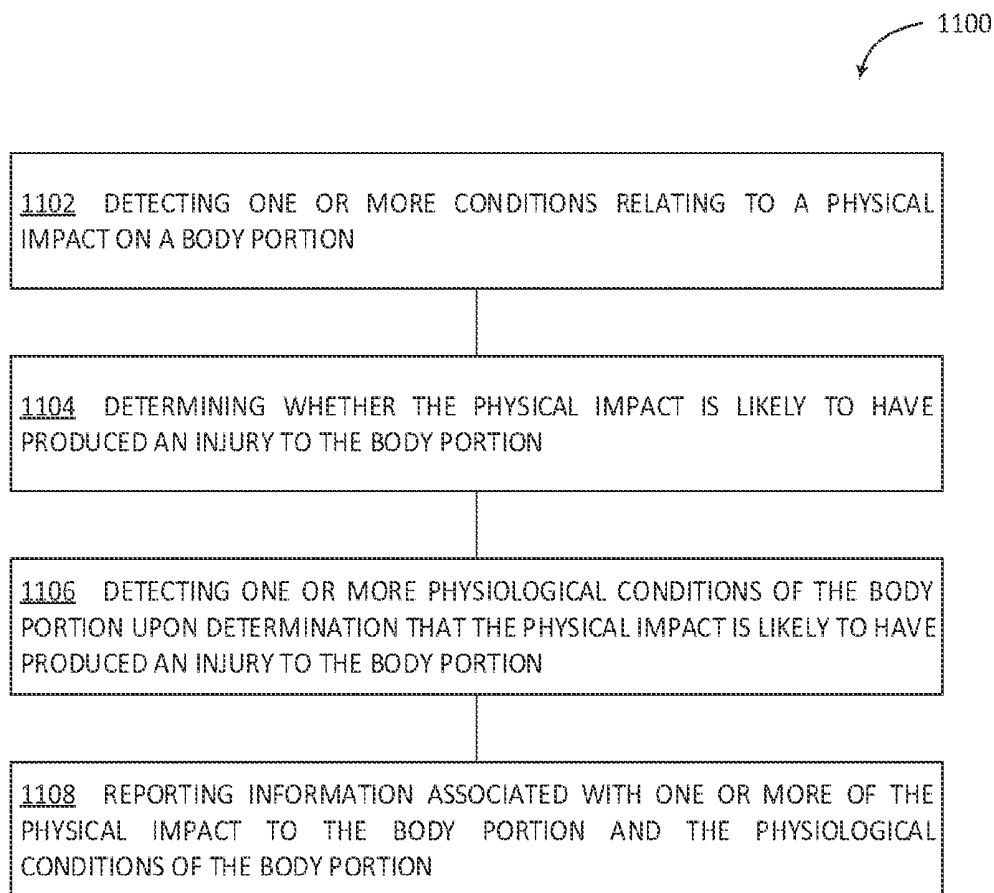 1100
1102 DETECTING ONE OR MORE CONDITIONS RELATING TO A PHYSICAL
IMPACT ON A BODY PORTION
1104 DETERMINING WHETHER THE PHYSICAL IMPACT IS LIKELY TO HAVE
PRODUCED AN INJURY TO THE BODY PORTION
1106 DETECTING ONE OR MORE PHYSIOLOGICAL CONDITIONS OF THE BODY
PORTION UPON DETERMINATION THAT THE PHYSICAL IMPACT IS LIKELY TO HAVE
PRODUCED AN INJURY TO THE BODY PORTION
1108 REPORTING INFORMATION ASSOCIATED WITH ONE OR MORE OF THE
PHYSICAL IMPACT TO THE BODY PORTION AND THE PHYSIOLOGICAL
CONDITIONS OF THE BODY PORTION